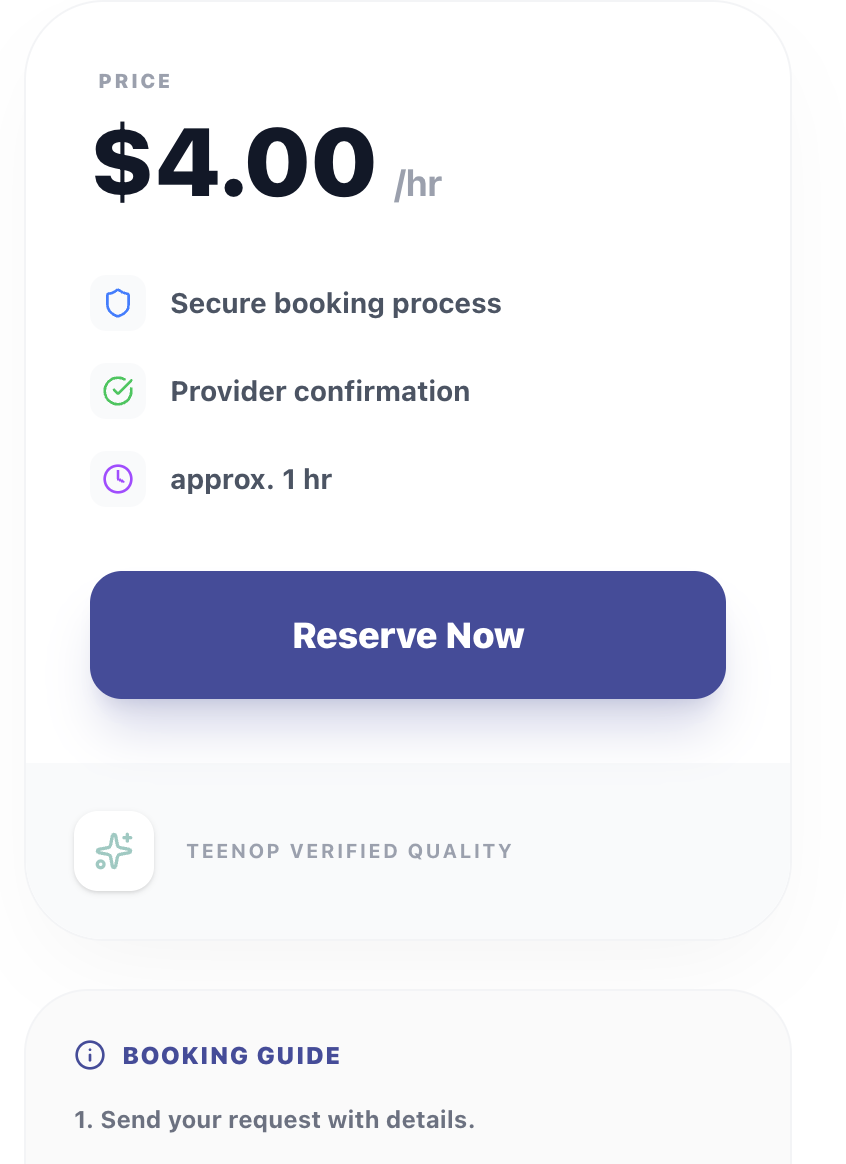 PRICE
$4.00 /hr
Secure booking process
Provider confirmation
approx. 1 hr
Reserve Now
TEENOP VERIFIED QUALITY
BOOKING GUIDE
1. Send your request with details.